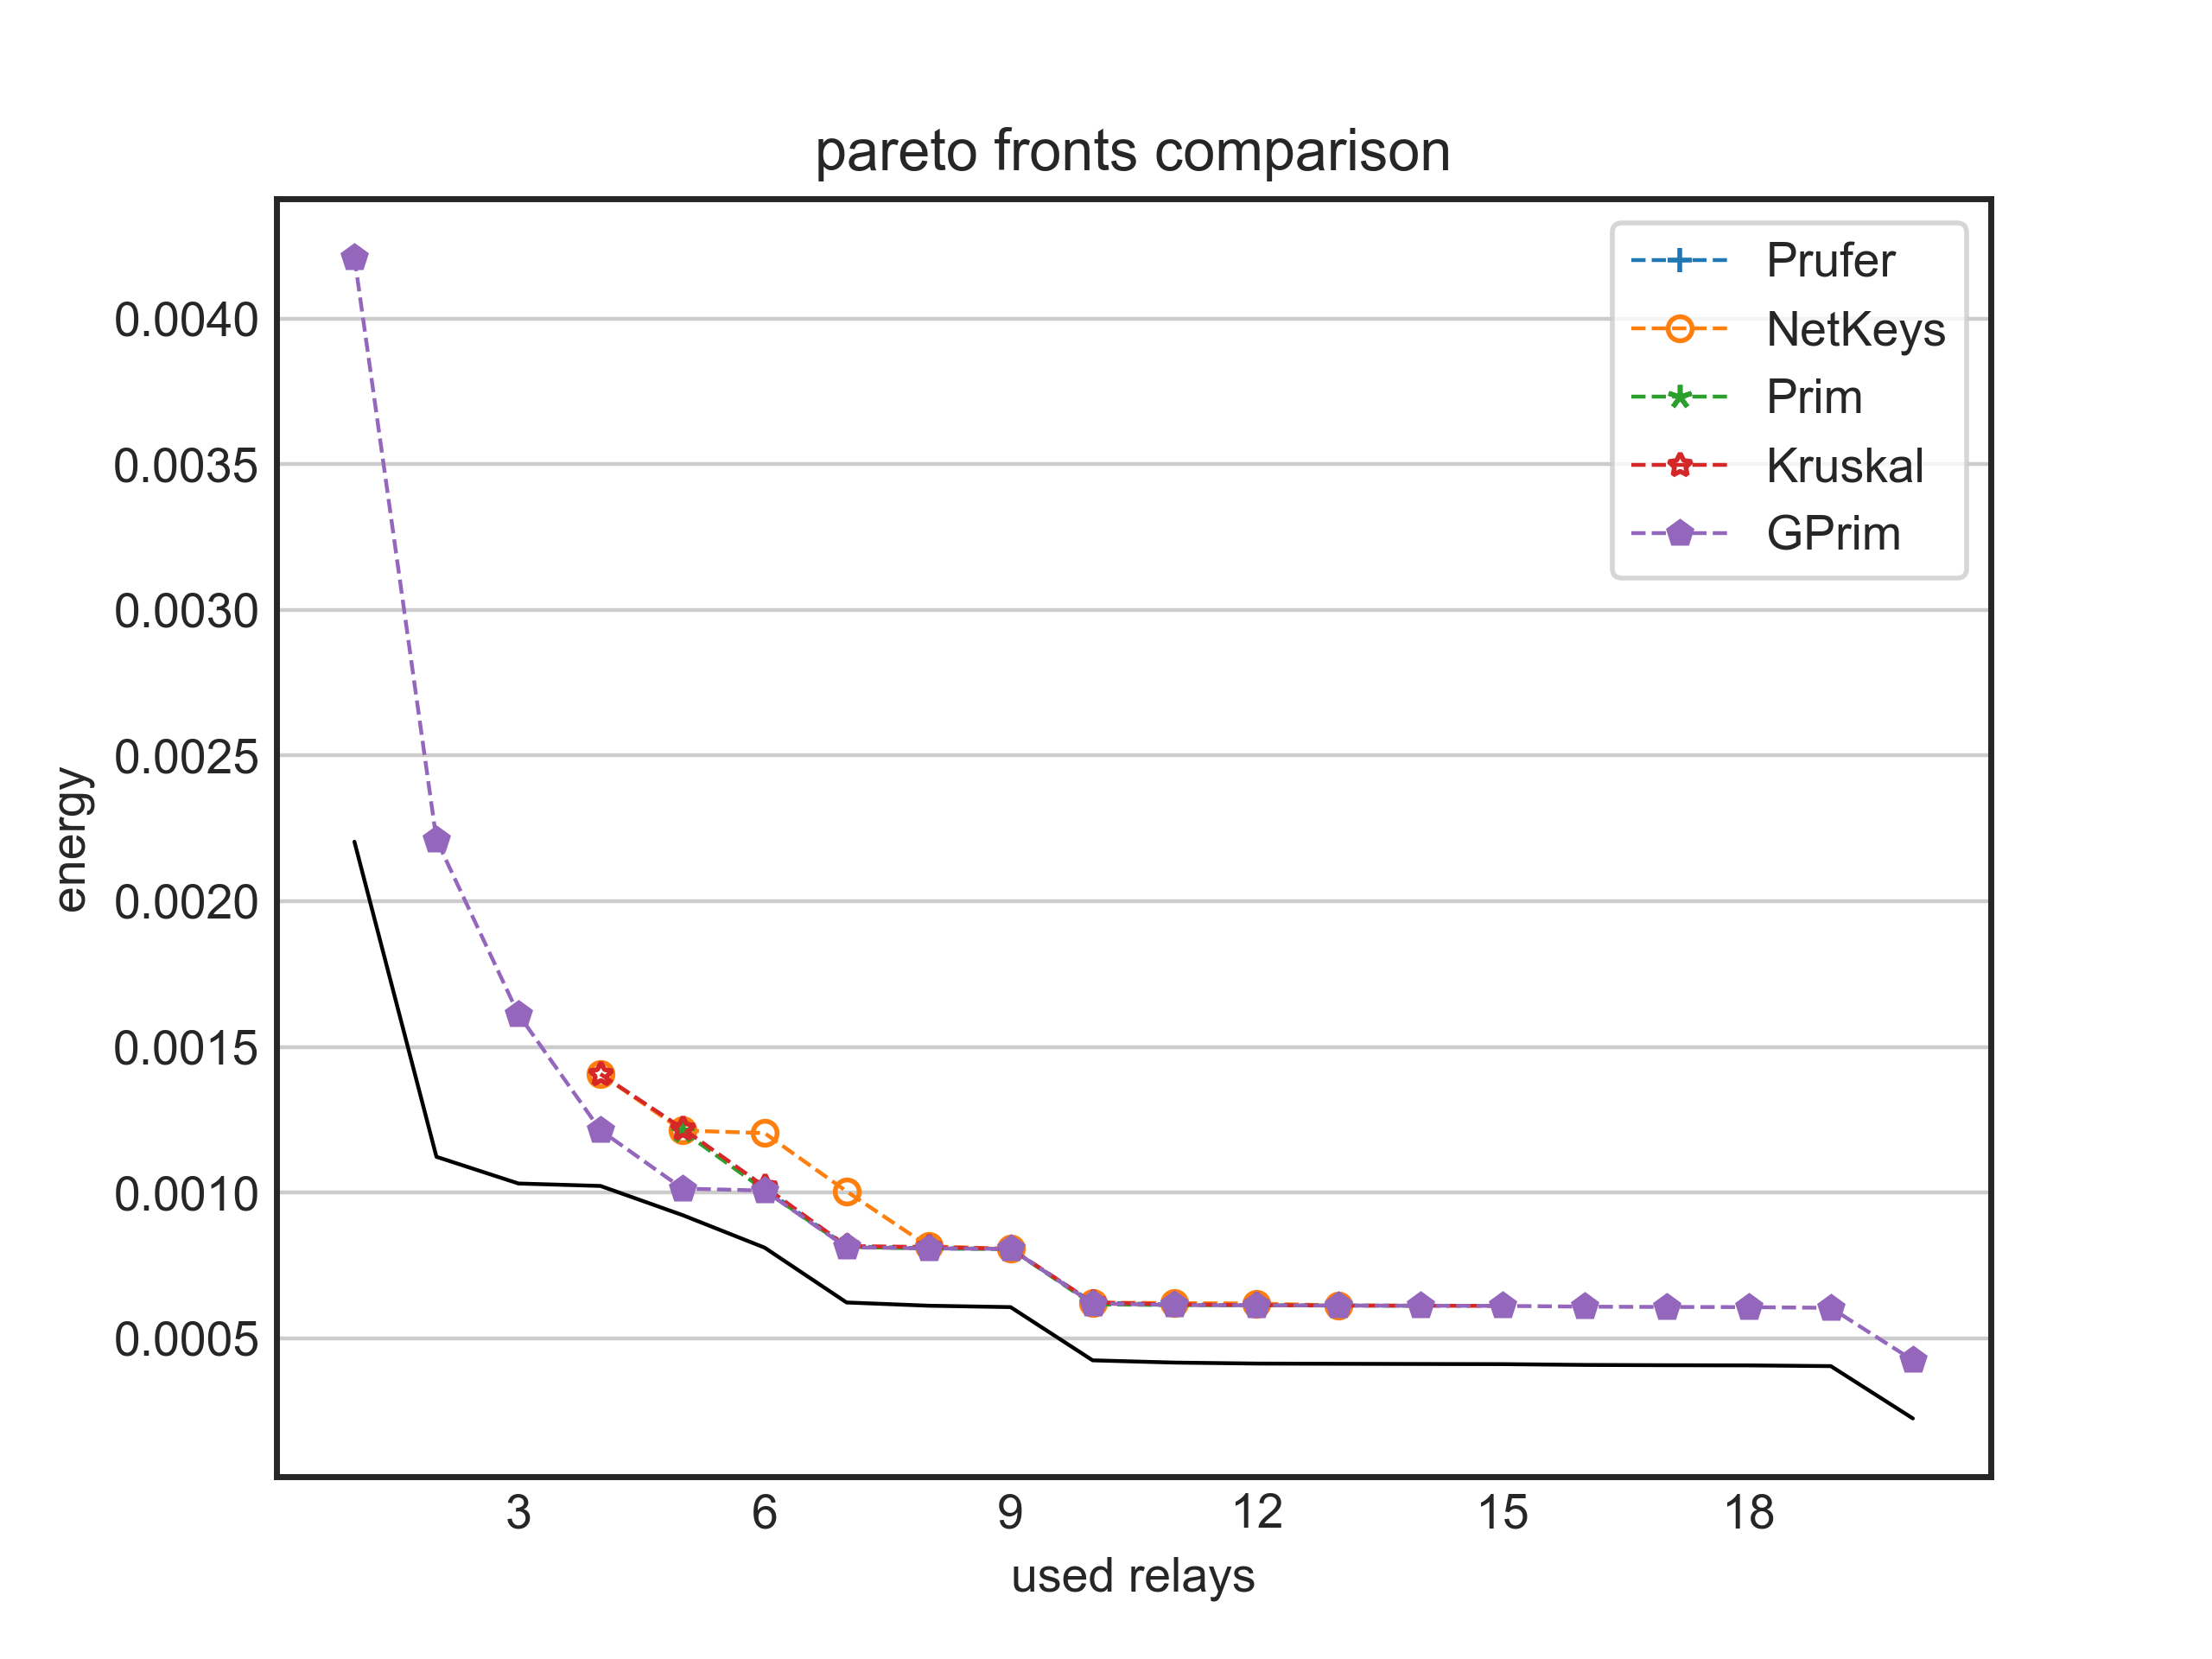 pareto fronts comparison
Prufer
NetKeys
Prim
Kruskal
GPrim
energy
0.0040
0.0035
0.0030
0.0025
0.0020
0.0015
0.0010
0.0005
3 6 9 12 15 18
used relays